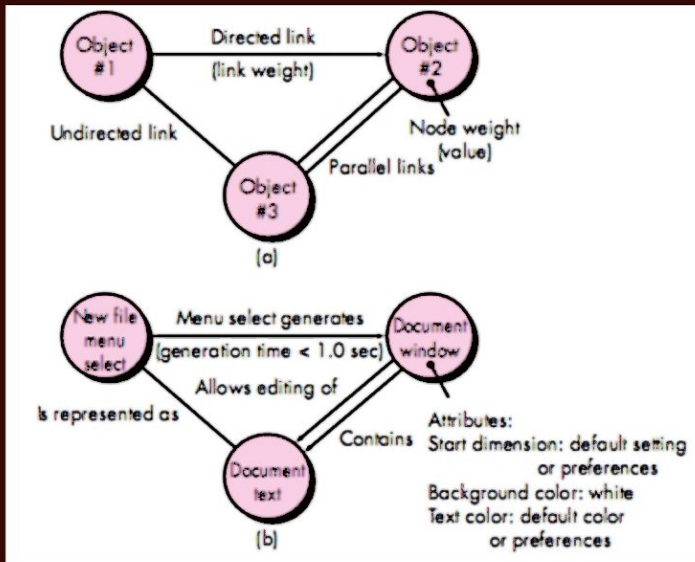 Object
#1
Directed link
(link weight)
Object
#2
Undirected link
Node weight
(value)
Parallel links
Object
#3
(a)
New file
menu
select
Menu select generates
(generation time < 1.0 sec)
Document
window
Allows editing of
Is represented as
Contains
Attributes:
Start dimension: default setting
or preferences
Background color: white
Text color: default color
or preferences
Document
text
(b)